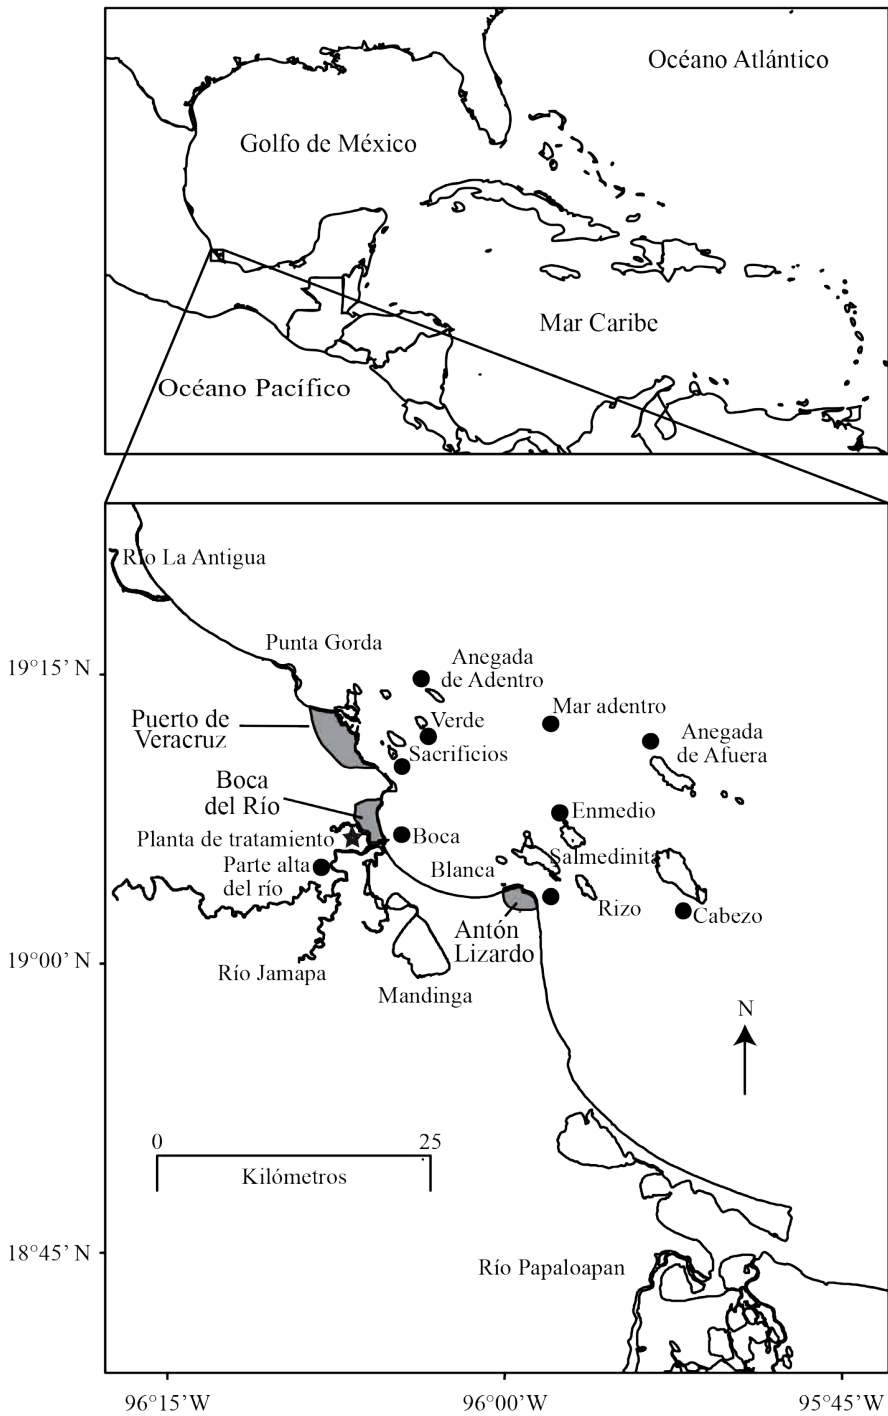 Océano Atlántico
Golfo de México
Mar Caribe
Océano Pacífico
Río La Antigua
Punta Gorda
19°15’ N
Anegada
de Adentro
Mar adentro
Puerto de
Veracruz
Verde
Anegada
de Afuera
Sacrificios
Boca
del Río
Enmedio
Planta de tratamiento
Boca
Salmedinita
Parte alta
del río
Blanca
Rizo
Cabezo
Antón
Lizardo
19°00’ N
Río Jamapa
Mandinga
N
0
25
Kilómetros
18°45’ N
Río Papaloapan
96°15’W
96°00’W
95°45’W